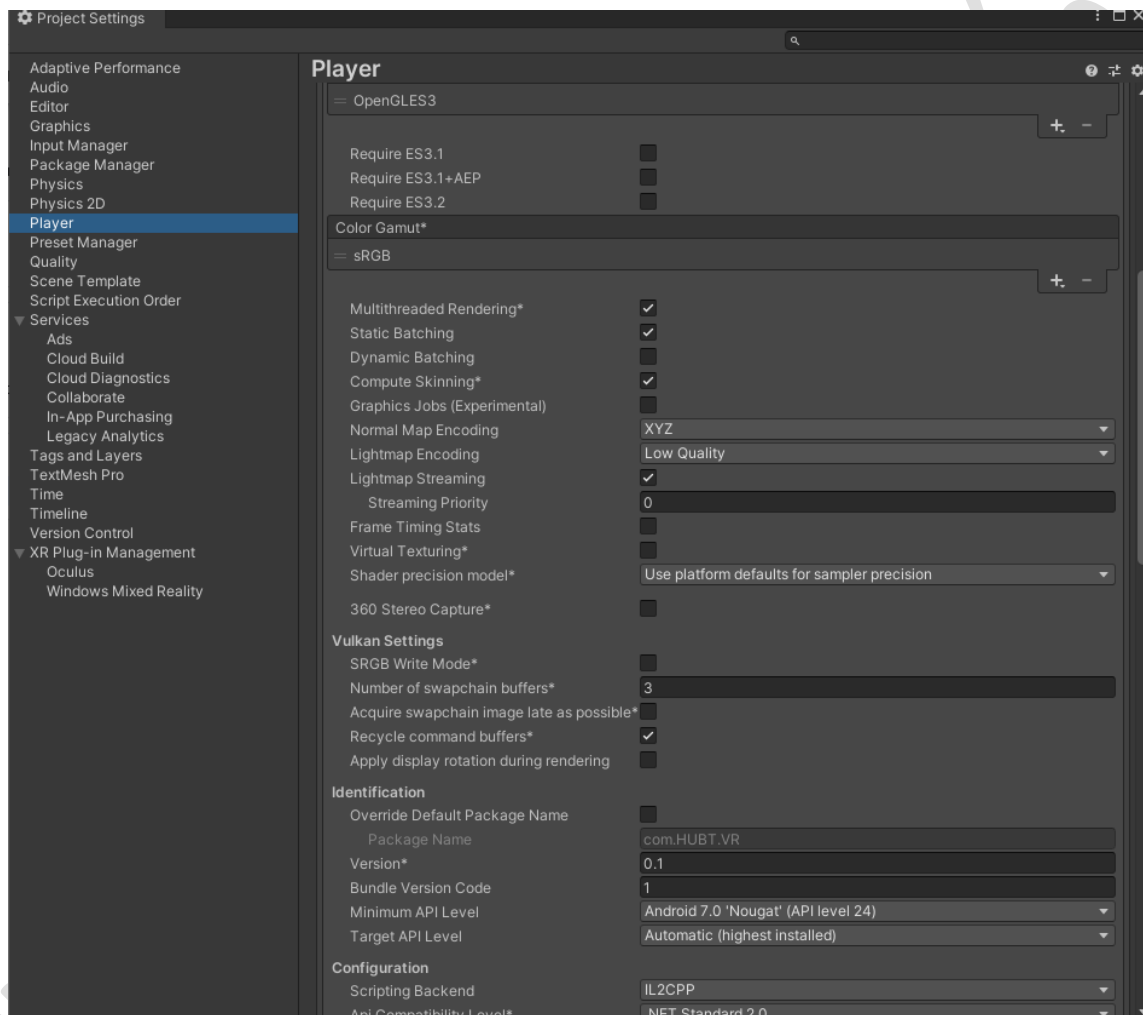 Project Settings
Adaptive Performance
Audio
Editor
Graphics
Input Manager
Package Manager
Physics
Physics 2D
Player
Preset Manager
Quality
Scene Template
Script Execution Order
Services
Ads
Cloud Build
Cloud Diagnostics
Collaborate
In-App Purchasing
Legacy Analytics
Tags and Layers
TextMesh Pro
Time
Timeline
Version Control
XR Plug-in Management
Oculus
Windows Mixed Reality
Player
OpenGLES3
Require ES3.1
Require ES3.1+AEP
Require ES3.2
Color Gamut*
sRGB
Multithreaded Rendering*
Static Batching
Dynamic Batching
Compute Skinning*
Graphics Jobs (Experimental)
Normal Map Encoding XYZ
Lightmap Encoding Low Quality
Lightmap Streaming
Streaming Priority 0
Frame Timing Stats
Virtual Texturing*
Shader precision model* Use platform defaults for sampler precision
360 Stereo Capture*
Vulkan Settings
SRGB Write Mode*
Number of swapchain buffers* 3
Acquire swapchain image late as possible*
Recycle command buffers*
Apply display rotation during rendering
Identification
Override Default Package Name
Package Name com.HUBT.VR
Version* 0.1
Bundle Version Code 1
Minimum API Level Android 7.0 'Nougat' (API level 24)
Target API Level Automatic (highest installed)
Configuration
Scripting Backend IL2CPP
Api Compatibility Level* .NET Standard 2.0